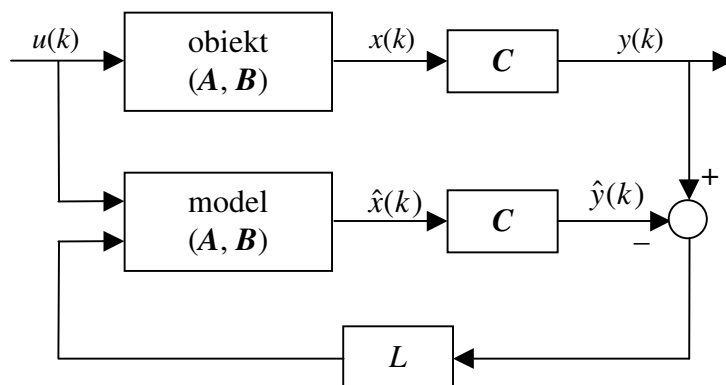 u(k)
obiekt
(A, B)
x(k)
C
y(k)
+
model
(A, B)
x̂(k)
C
ŷ(k)
−
L